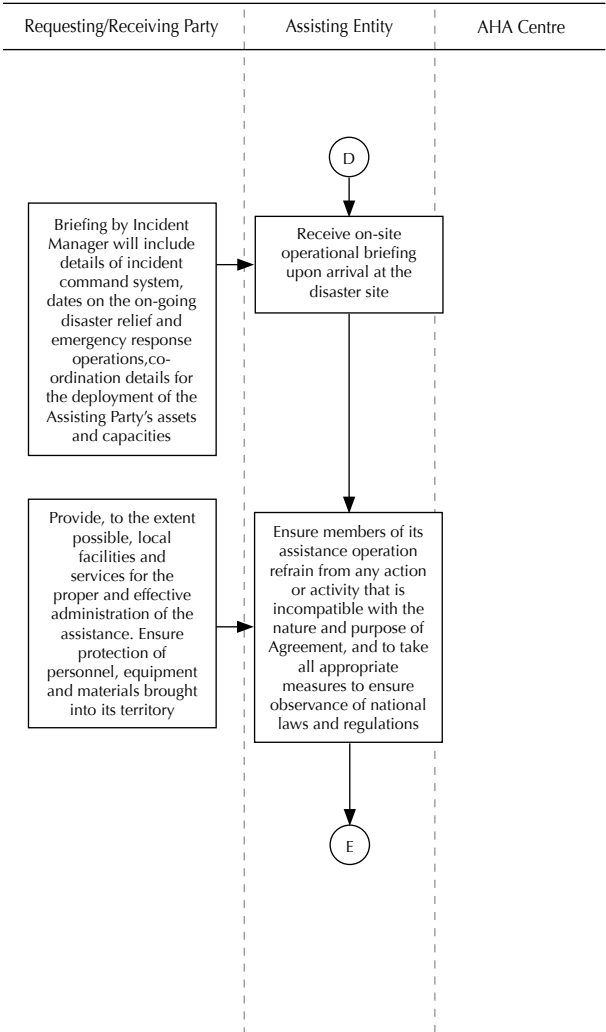 Requesting/Receiving Party
Assisting Entity
AHA Centre
D
Briefing by Incident
Manager will include
details of incident
command system,
dates on the on-going
disaster relief and
emergency response
operations,co-
ordination details for
the deployment of the
Assisting Party's assets
and capacities
Receive on-site
operational briefing
upon arrival at the
disaster site
Provide, to the extent
possible, local
facilities and
services for the
proper and effective
administration of the
assistance. Ensure
protection of
personnel, equipment
and materials brought
into its territory
Ensure members of its
assistance operation
refrain from any action
or activity that is
incompatible with the
nature and purpose of
Agreement, and to take
all appropriate
measures to ensure
observance of national
laws and regulations
E